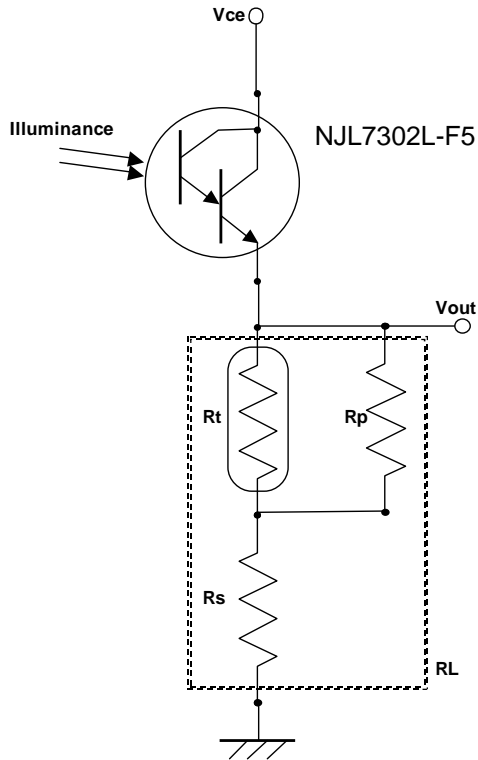 Vce
Illuminance
NJL7302L-F5
Vout
Rt
Rp
Rs
RL